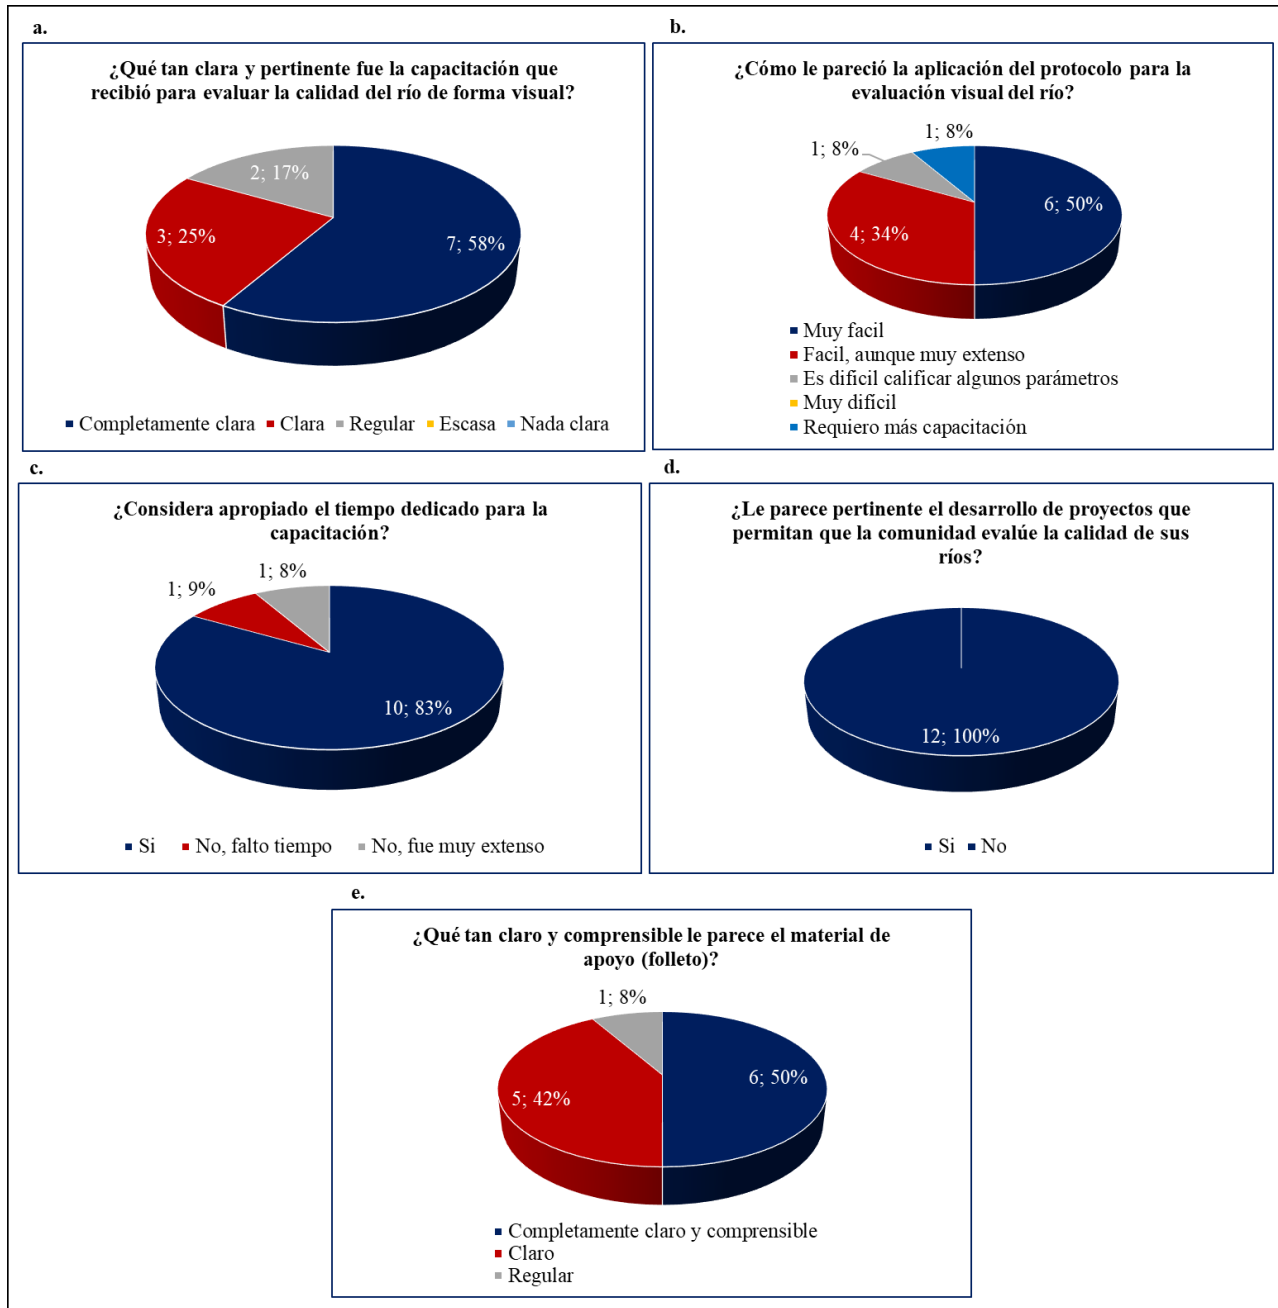 a.
¿Qué tan clara y pertinente fue la capacitación que
recibió para evaluar la calidad del río de forma visual?
2; 17%
3; 25%
7; 58%
Completamente clara Clara Regular Escasa Nada clara
b.
¿Cómo le pareció la aplicación del protocolo para la
evaluación visual del río?
1; 8%
1; 8%
6; 50%
4; 34%
Muy facil
Facil, aunque muy extenso
Es difícil calificar algunos parámetros
Muy difícil
Requiero más capacitación
c.
¿Considera apropiado el tiempo dedicado para la
capacitación?
1; 8%
1; 9%
10; 83%
Si No, falto tiempo No, fue muy extenso
d.
¿Le parece pertinente el desarrollo de proyectos que
permitan que la comunidad evalúe la calidad de sus
ríos?
12; 100%
Si No
e.
¿Qué tan claro y comprensible le parece el material de
apoyo (folleto)?
1; 8%
6; 50%
5; 42%
Completamente claro y comprensible
Claro
Regular